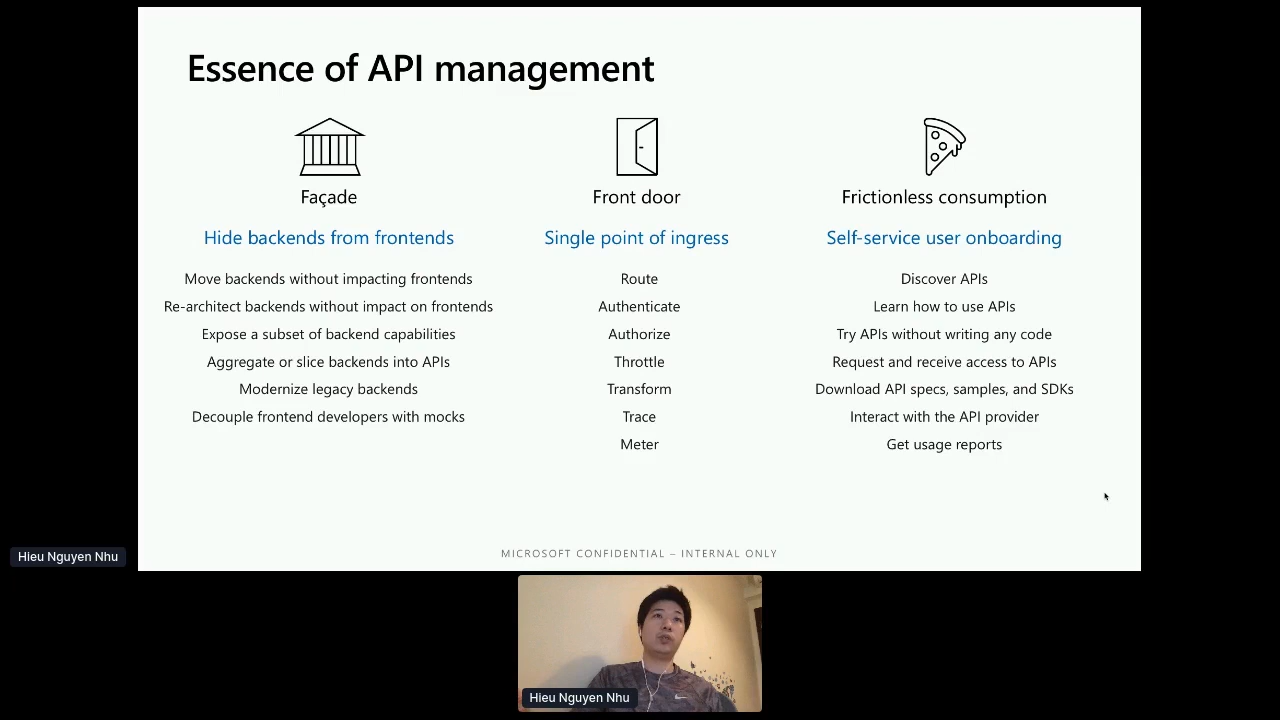 Essence of API management
Façade
Hide backends from frontends
Move backends without impacting frontends
Re-architect backends without impact on frontends
Expose a subset of backend capabilities
Aggregate or slice backends into APIs
Modernize legacy backends
Decouple frontend developers with mocks
Front door
Single point of ingress
Route
Authenticate
Authorize
Throttle
Transform
Trace
Meter
Frictionless consumption
Self-service user onboarding
Discover APIs
Learn how to use APIs
Try APIs without writing any code
Request and receive access to APIs
Download API specs, samples, and SDKs
Interact with the API provider
Get usage reports
MICROSOFT CONFIDENTIAL – INTERNAL ONLY
Hieu Nguyen Nhu
Hieu Nguyen Nhu